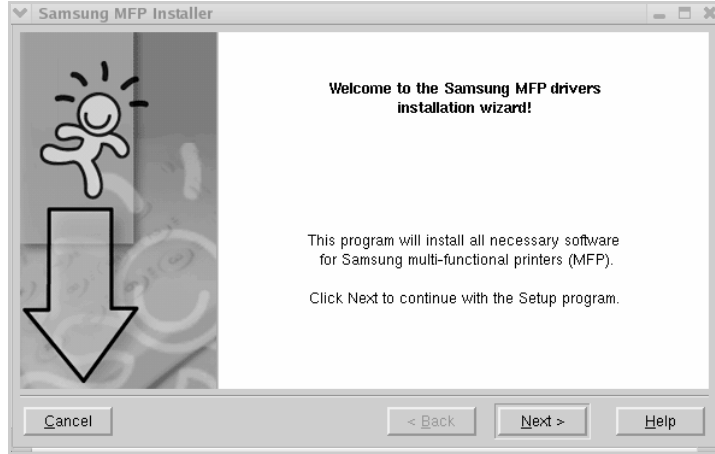 Samsung MFP Installer
Welcome to the Samsung MFP drivers
installation wizard!
This program will install all necessary software
for Samsung multi-functional printers (MFP).
Click Next to continue with the Setup program.
Cancel
< Back
Next >
Help